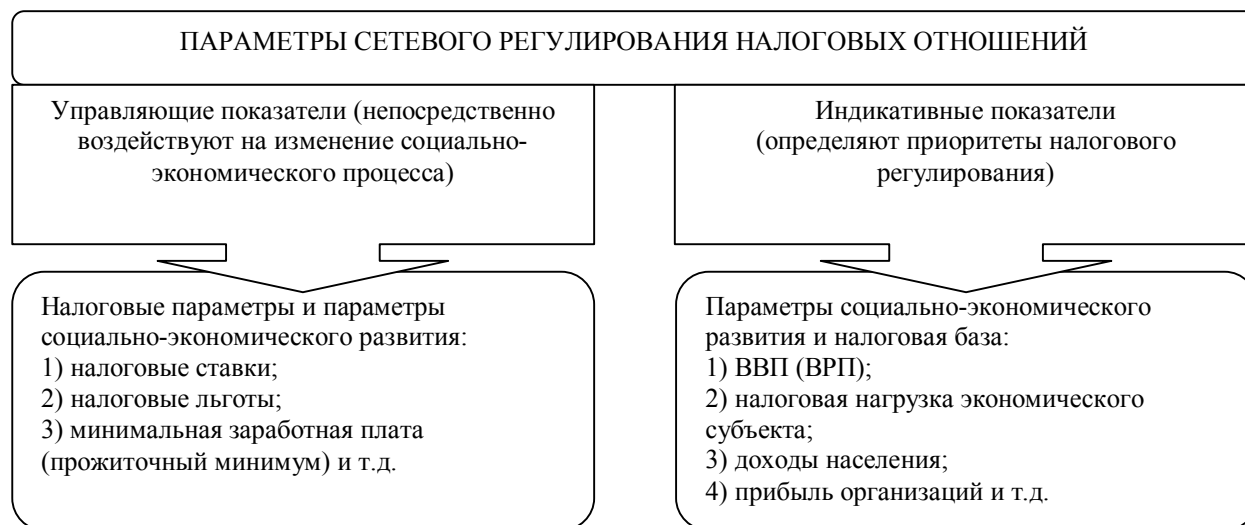 ПАРАМЕТРЫ СЕТЕВОГО РЕГУЛИРОВАНИЯ НАЛОГОВЫХ ОТНОШЕНИЙ
Управляющие показатели (непосредственно
воздействуют на изменение социально-
экономического процесса)
Индикативные показатели
(определяют приоритеты налогового
регулирования)
Налоговые параметры и параметры
социально-экономического развития:
1) налоговые ставки;
2) налоговые льготы;
3) минимальная заработная плата
(прожиточный минимум) и т.д.
Параметры социально-экономического
развития и налоговая база:
1) ВВП (ВРП);
2) налоговая нагрузка экономического
субъекта;
3) доходы населения;
4) прибыль организаций и т.д.